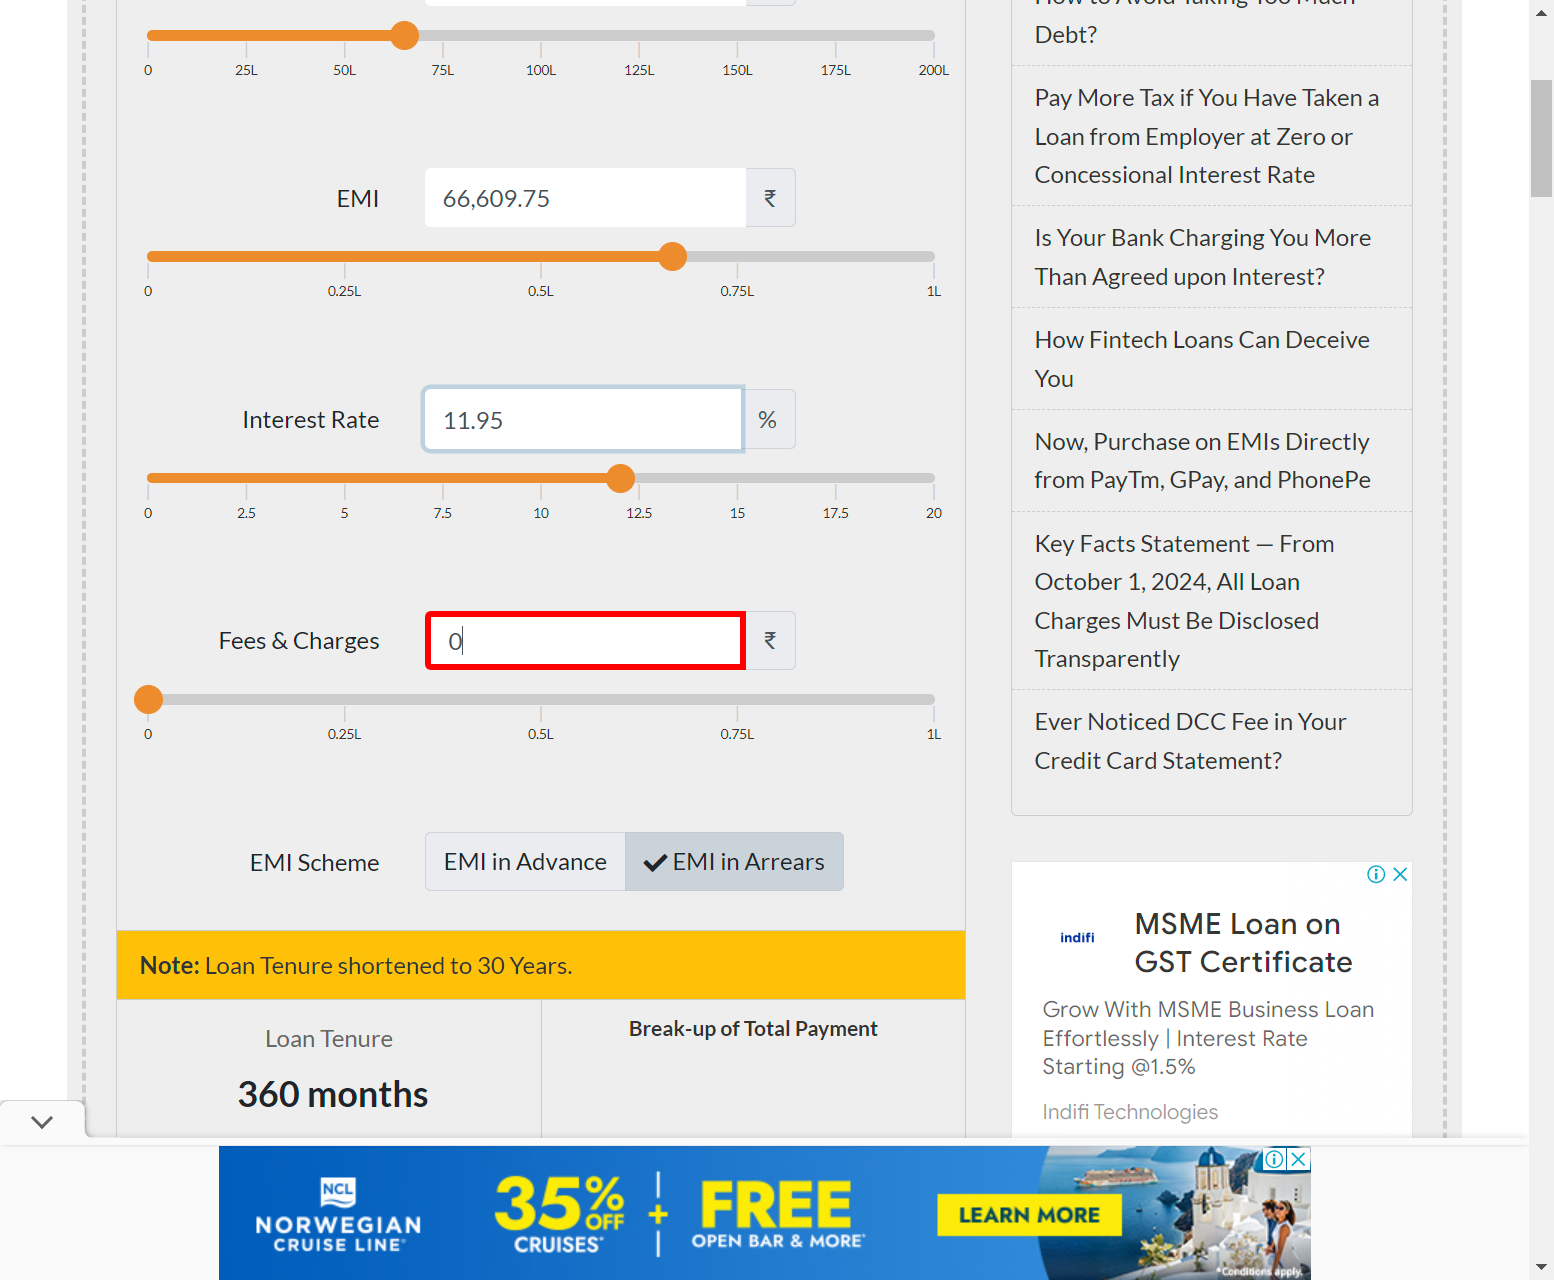 0 25L 50L 75L 100L 125L 150L 175L 200L
EMI 66,609.75 ₹
0 0.25L 0.5L 0.75L 1L
Interest Rate 11.95 %
0 2.5 5 7.5 10 12.5 15 17.5 20
Fees & Charges 0 ₹
0 0.25L 0.5L 0.75L 1L
EMI Scheme EMI in Advance EMI in Arrears
Note: Loan Tenure shortened to 30 Years.
Loan Tenure
360 months
Break-up of Total Payment
How to Avoid Taking Too Much
Debt?
Pay More Tax if You Have Taken a
Loan from Employer at Zero or
Concessional Interest Rate
Is Your Bank Charging You More
Than Agreed upon Interest?
How Fintech Loans Can Deceive
You
Now, Purchase on EMIs Directly
from PayTm, GPay, and PhonePe
Key Facts Statement — From
October 1, 2024, All Loan
Charges Must Be Disclosed
Transparently
Ever Noticed DCC Fee in Your
Credit Card Statement?
indifi
MSME Loan on
GST Certificate
Grow With MSME Business Loan
Effortlessly | Interest Rate
Starting @1.5%
Indifi Technologies
NCL
NORWEGIAN
CRUISE LINE®
35% OFF
CRUISES*
+
FREE
OPEN BAR & MORE*
LEARN MORE
*Conditions apply.